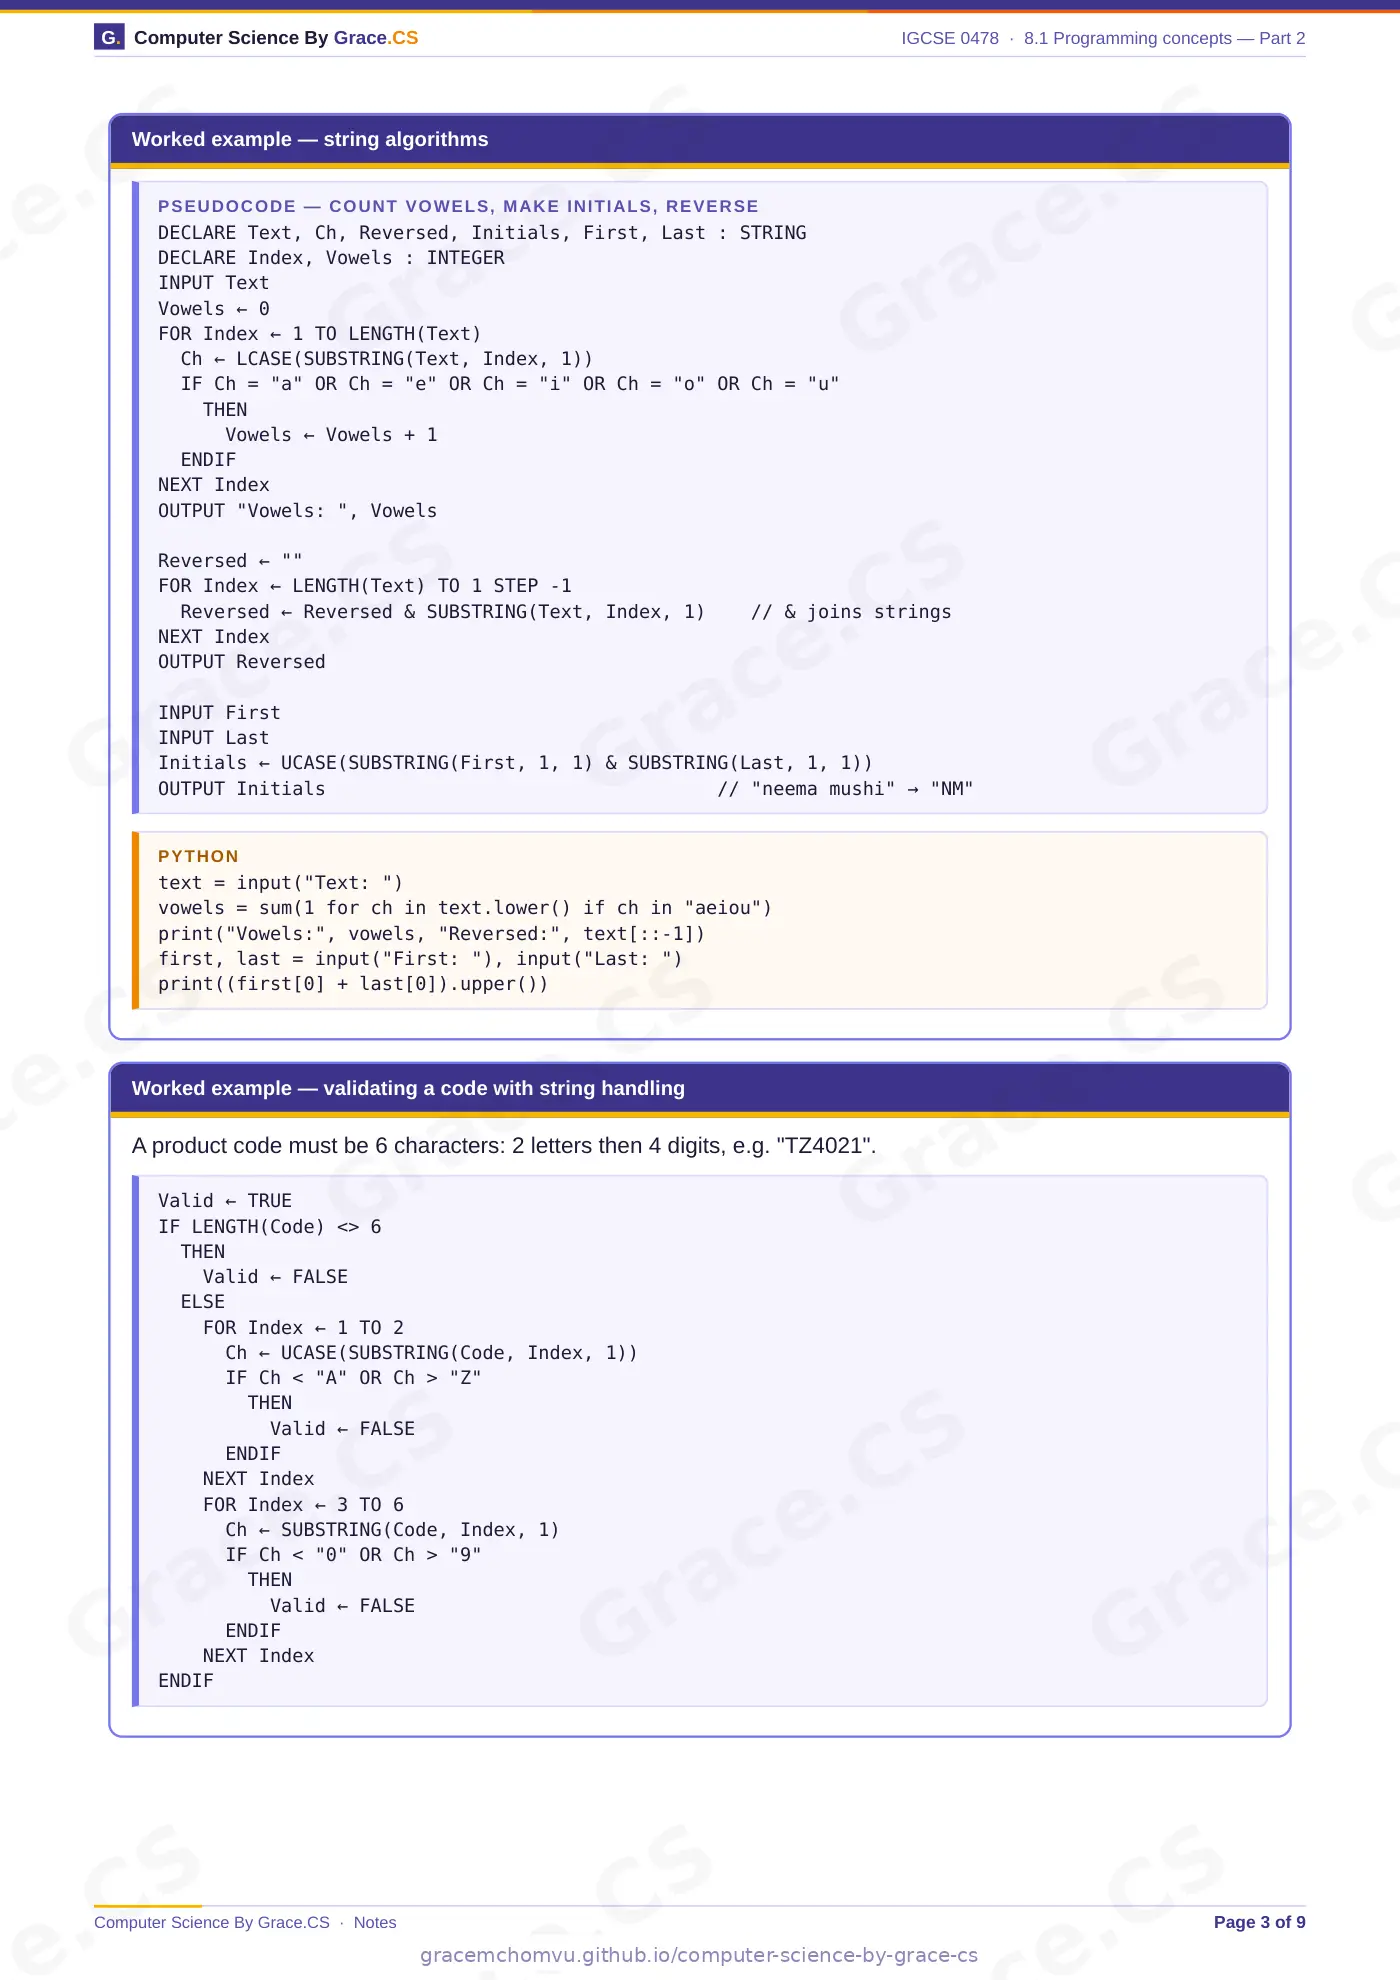 G. Computer Science By Grace.CS
IGCSE 0478 · 8.1 Programming concepts — Part 2
Worked example — string algorithms
PSEUDOCODE — COUNT VOWELS, MAKE INITIALS, REVERSE
DECLARE Text, Ch, Reversed, Initials, First, Last : STRING
DECLARE Index, Vowels : INTEGER
INPUT Text
Vowels ← 0
FOR Index ← 1 TO LENGTH(Text)
  Ch ← LCASE(SUBSTRING(Text, Index, 1))
  IF Ch = "a" OR Ch = "e" OR Ch = "i" OR Ch = "o" OR Ch = "u"
    THEN
      Vowels ← Vowels + 1
  ENDIF
NEXT Index
OUTPUT "Vowels: ", Vowels

Reversed ← ""
FOR Index ← LENGTH(Text) TO 1 STEP -1
  Reversed ← Reversed & SUBSTRING(Text, Index, 1)    // & joins strings
NEXT Index
OUTPUT Reversed

INPUT First
INPUT Last
Initials ← UCASE(SUBSTRING(First, 1, 1) & SUBSTRING(Last, 1, 1))
OUTPUT Initials                                   // "neema mushi" → "NM"
PYTHON
text = input("Text: ")
vowels = sum(1 for ch in text.lower() if ch in "aeiou")
print("Vowels:", vowels, "Reversed:", text[::-1])
first, last = input("First: "), input("Last: ")
print((first[0] + last[0]).upper())
Worked example — validating a code with string handling
A product code must be 6 characters: 2 letters then 4 digits, e.g. "TZ4021".
Valid ← TRUE
IF LENGTH(Code) <> 6
  THEN
    Valid ← FALSE
  ELSE
    FOR Index ← 1 TO 2
      Ch ← UCASE(SUBSTRING(Code, Index, 1))
      IF Ch < "A" OR Ch > "Z"
        THEN
          Valid ← FALSE
      ENDIF
    NEXT Index
    FOR Index ← 3 TO 6
      Ch ← SUBSTRING(Code, Index, 1)
      IF Ch < "0" OR Ch > "9"
        THEN
          Valid ← FALSE
      ENDIF
    NEXT Index
ENDIF
Computer Science By Grace.CS · Notes
Page 3 of 9
gracemchomvu.github.io/computer-science-by-grace-cs